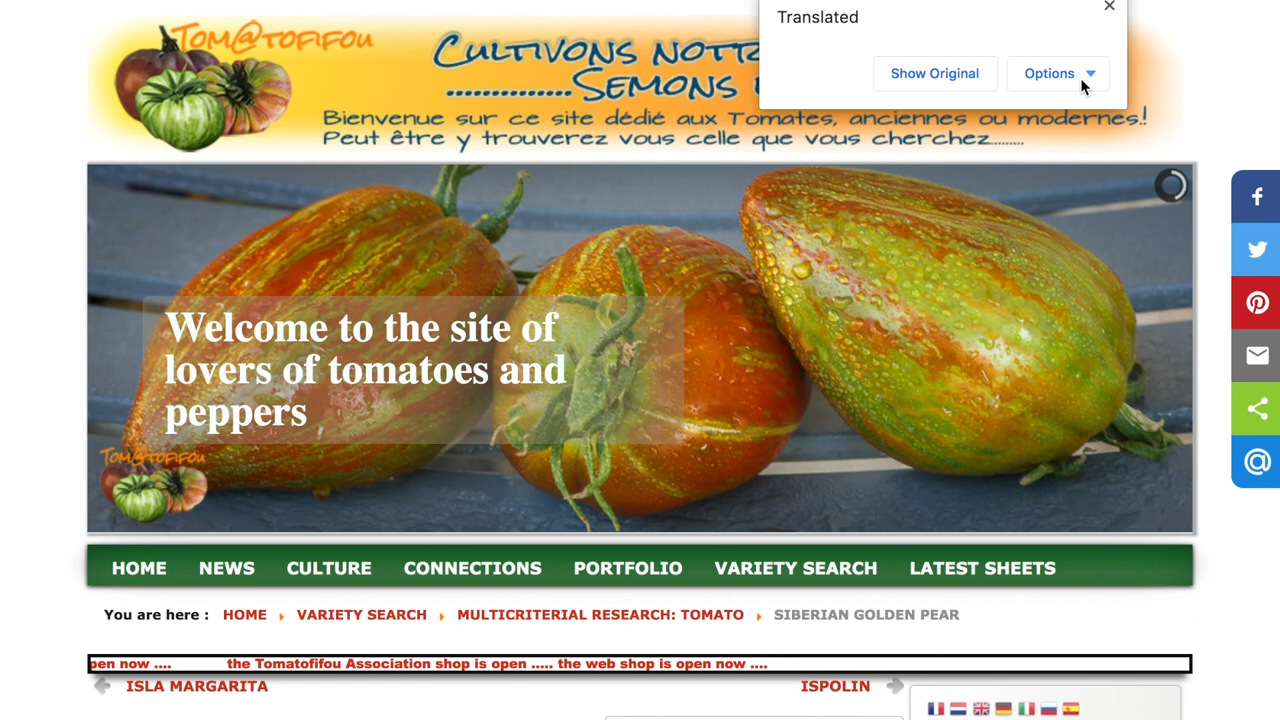 Translated
Show Original
Options
Tom@tofifou
Cultivons
............Semons
Bienvenue sur ce site dédié aux Tomates, anciennes ou modernes.!
Peut être y trouverez vous celle que vous cherchez........
Welcome to the site of
lovers of tomatoes and
peppers
Tom@tofifou
HOME NEWS CULTURE CONNECTIONS PORTFOLIO VARIETY SEARCH LATEST SHEETS
You are here : HOME VARIETY SEARCH MULTICRITERIAL RESEARCH: TOMATO SIBERIAN GOLDEN PEAR
pen now .... the Tomatofifou Association shop is open ..... the web shop is open now ....
ISLA MARGARITA ISPOLIN